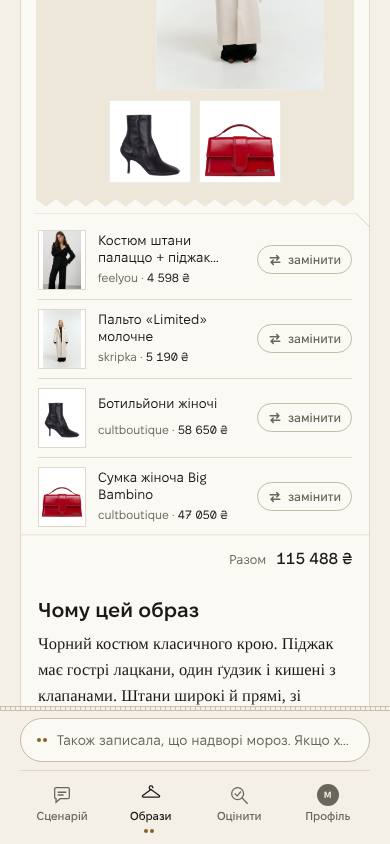 Костюм штани
палаццо + піджак...
feelyou · 4 598 ₴
замінити
Пальто «Limited»
молочне
skripka · 5 190 ₴
замінити
Ботильйони жіночі
cultboutique · 58 650 ₴
замінити
Сумка жіноча Big
Bambino
cultboutique · 47 050 ₴
замінити
Разом 115 488 ₴
Чому цей образ
Чорний костюм класичного крою. Піджак
має гострі лацкани, один ґудзик і кишені з
клапанами. Штани широкі й прямі, зі
Також записала, що надворі мороз. Якщо х...
Сценарій
Образи
Оцінити
М
Профіль